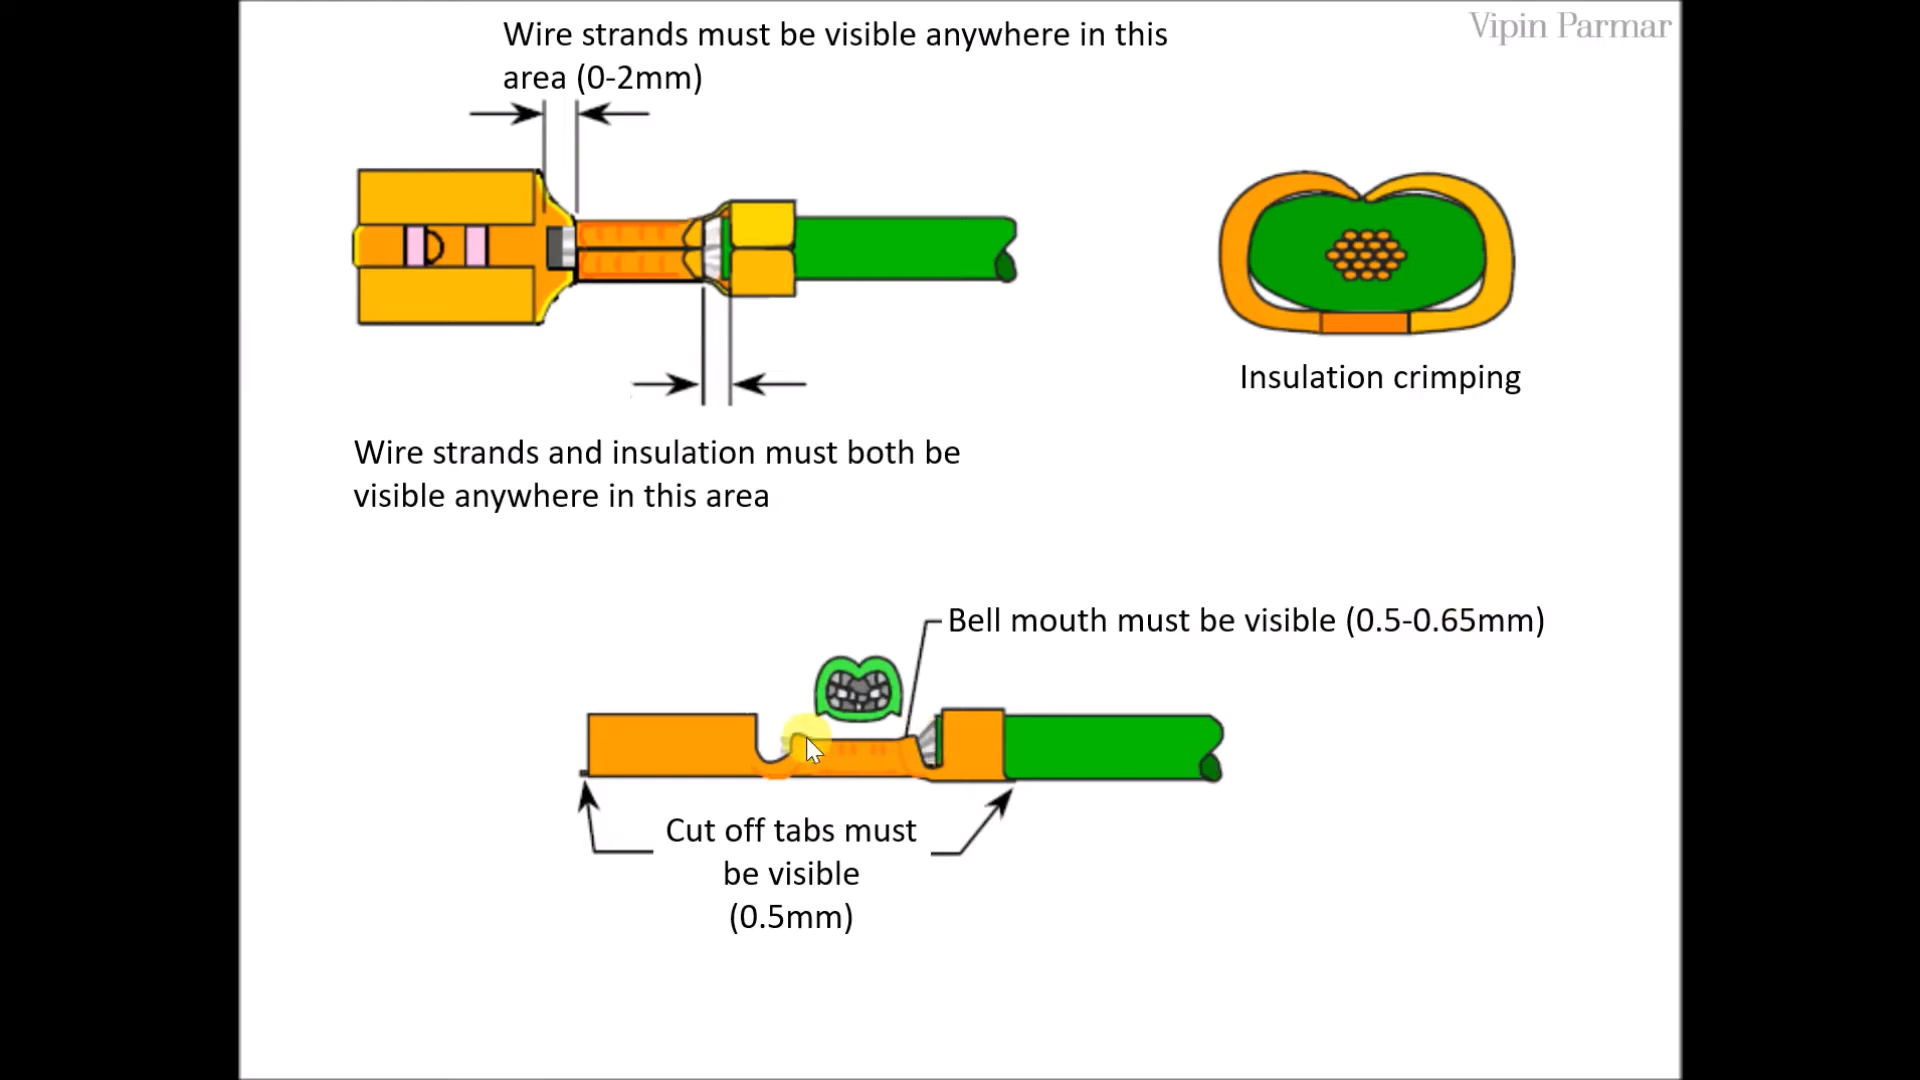 Vipin Parmar
Wire strands must be visible anywhere in this
area (0-2mm)
Insulation crimping
Wire strands and insulation must both be
visible anywhere in this area
Bell mouth must be visible (0.5-0.65mm)
Cut off tabs must
be visible
(0.5mm)